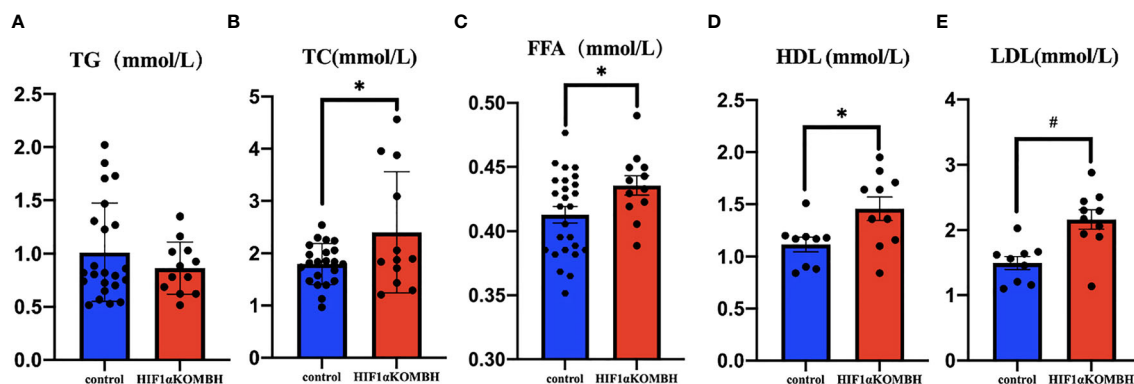 A
TG (mmol/L)
2.5
2.0
1.5
1.0
0.5
0.0
control HIF1αKOMBH
B
TC(mmol/L)
*
5
4
3
2
1
0
control HIF1αKOMBH
C
FFA (mmol/L)
*
0.50
0.45
0.40
0.35
0.30
control HIF1αKOMBH
D
HDL (mmol/L)
*
2.5
2.0
1.5
1.0
0.5
0.0
control HIF1αKOMBH
E
LDL(mmol/L)
#
4
3
2
1
0
control HIF1αKOMBH